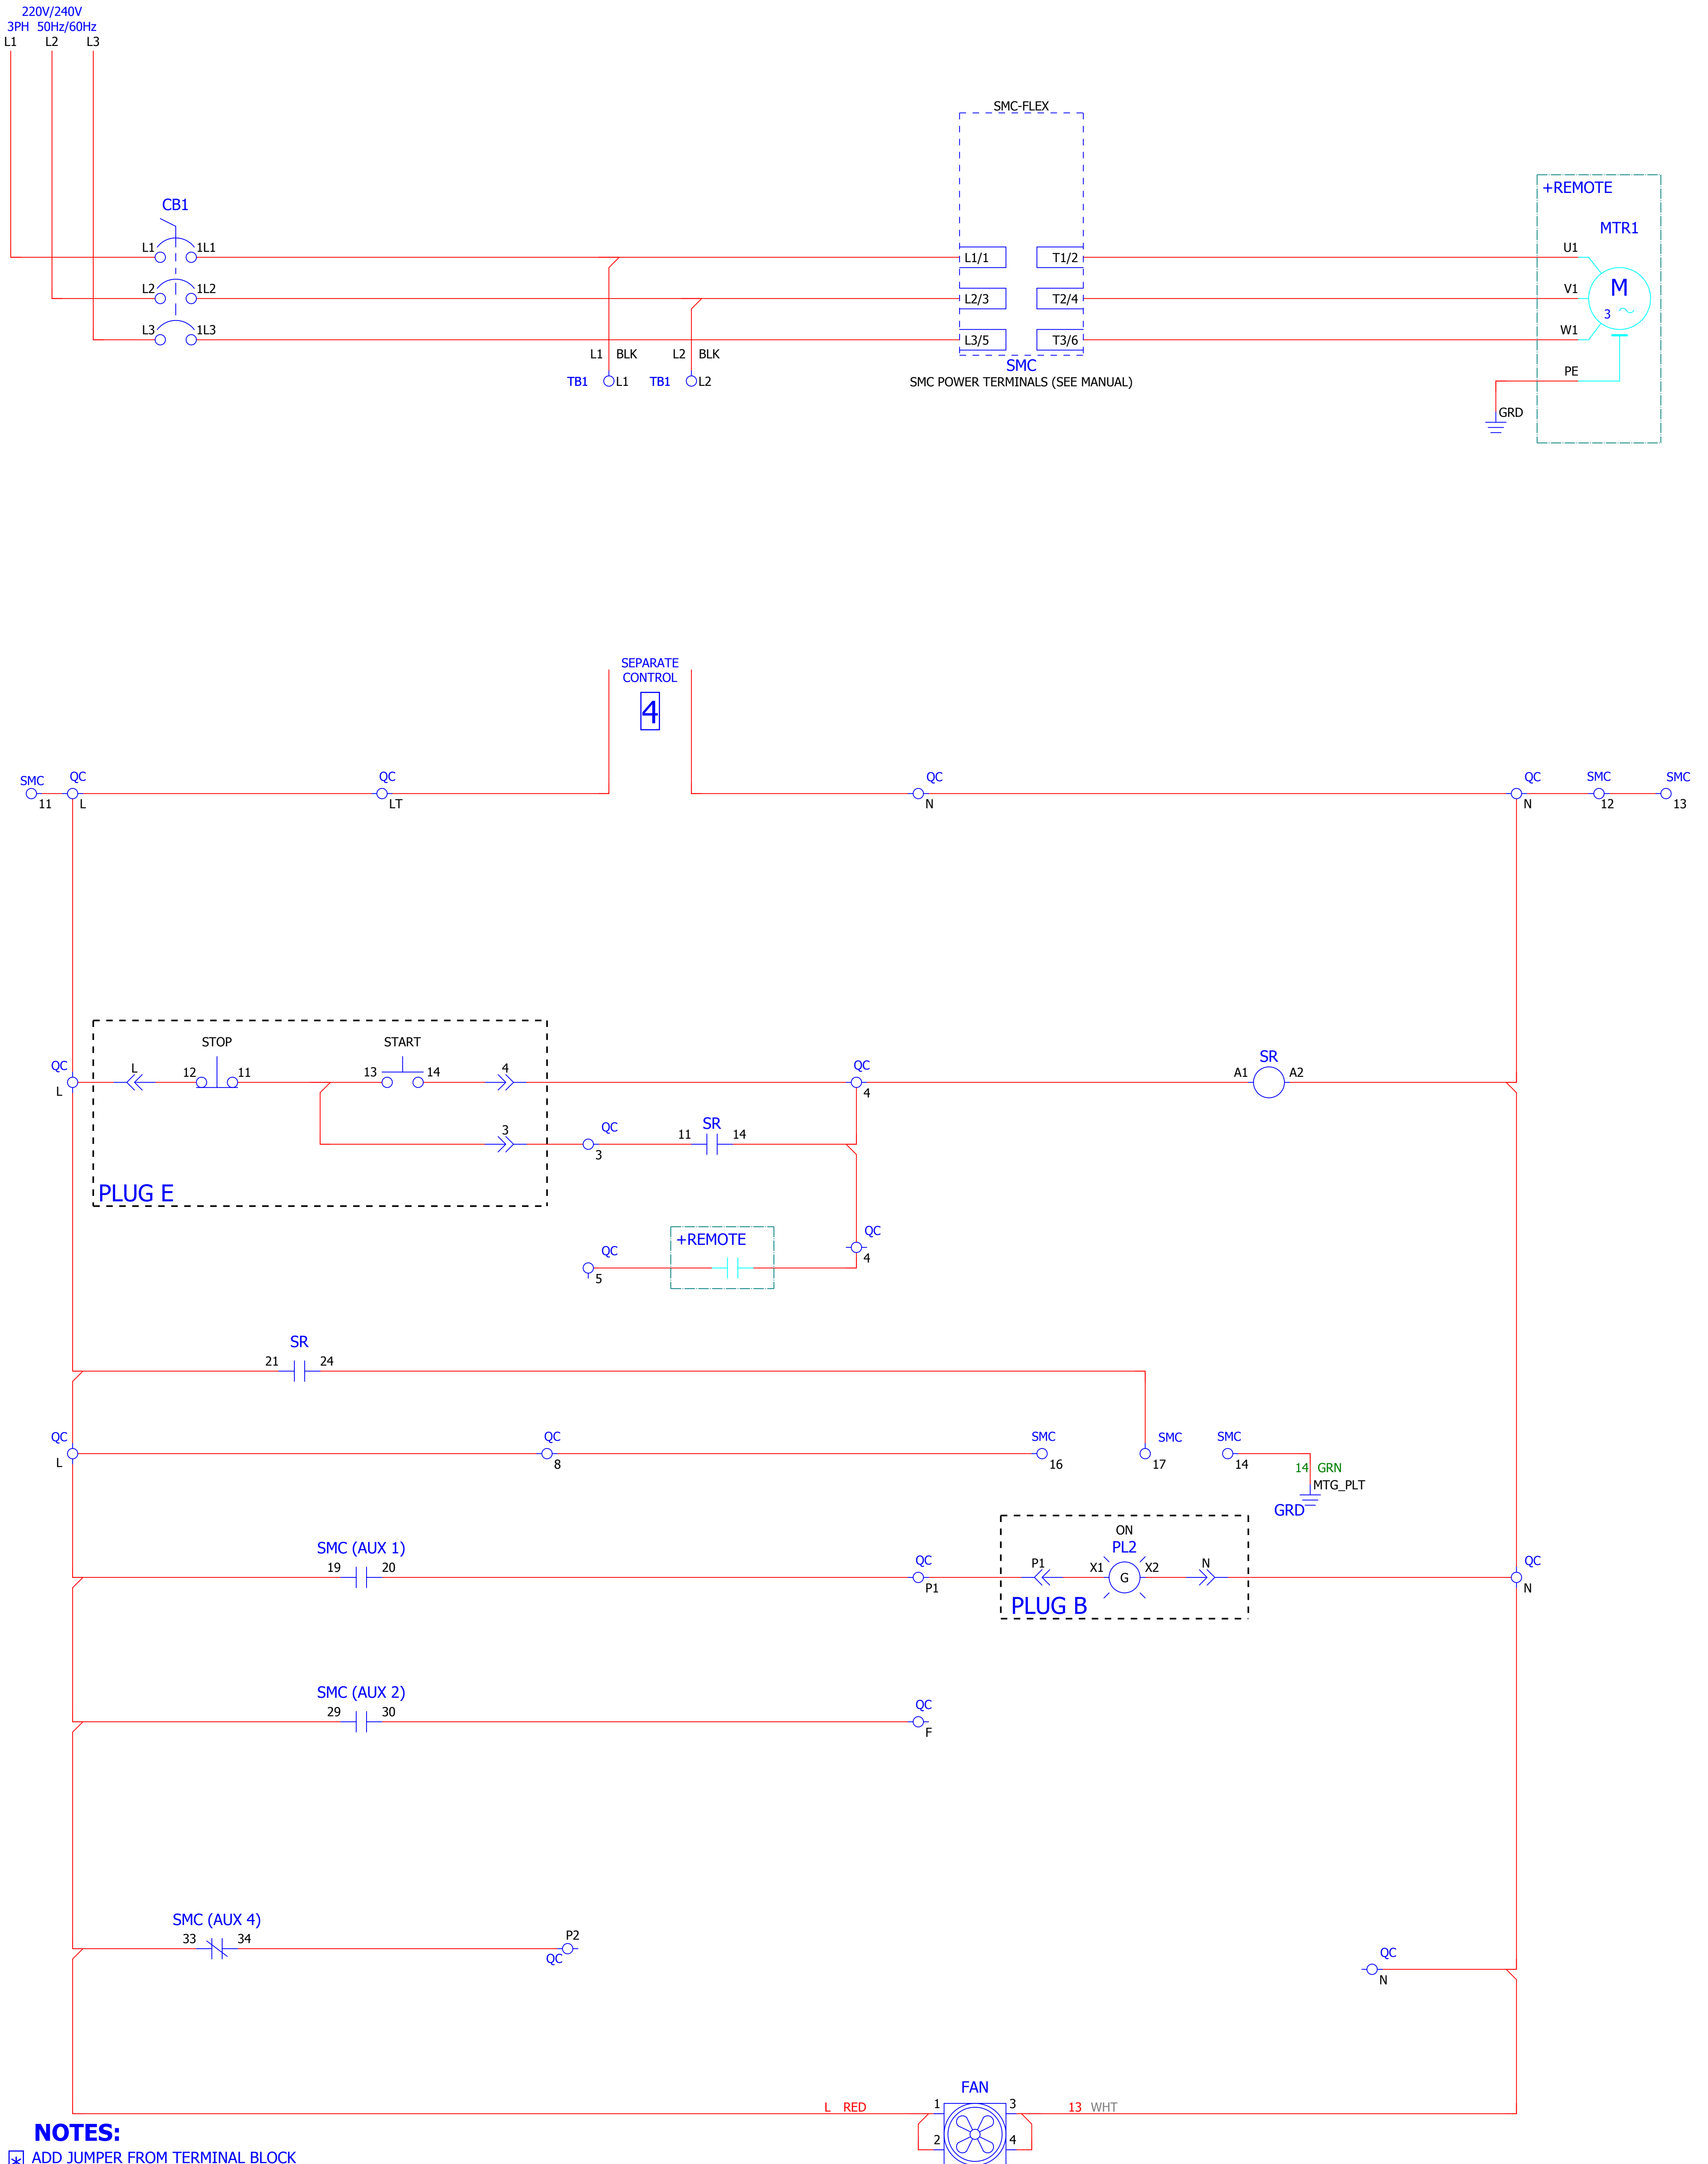 220V/240V
3PH 50Hz/60Hz
L1 L2 L3
SMC-FLEX
+REMOTE
CB1
MTR1
L1 1L1
L1/1 T1/2
U1
L2 1L2
L2/3 T2/4
V1
M
3
L3 1L3
L3/5 T3/6
W1
L1 BLK L2 BLK
SMC
PE
TB1 L1 TB1 L2
SMC POWER TERMINALS (SEE MANUAL)
GRD
SEPARATE
CONTROL
4
SMC QC QC QC QC SMC SMC
11 L LT N N 12 13
STOP START
QC L 12 11 13 14 4 QC SR
A1 A2
L 4
3 QC 11 SR 14
3
PLUG E
QC +REMOTE QC
5 4
SR
21 24
QC QC SMC SMC SMC
L 8 16 17 14
14 GRN
MTG_PLT
GRD
ON
SMC (AUX 1) PL2
19 20 QC P1 X1 G X2 N QC
P1 N
PLUG B
SMC (AUX 2)
29 30 QC
F
SMC (AUX 4)
33 34 P2
QC
QC
N
FAN
L RED 1 3 13 WHT
2 4
NOTES:
* ADD JUMPER FROM TERMINAL BLOCK